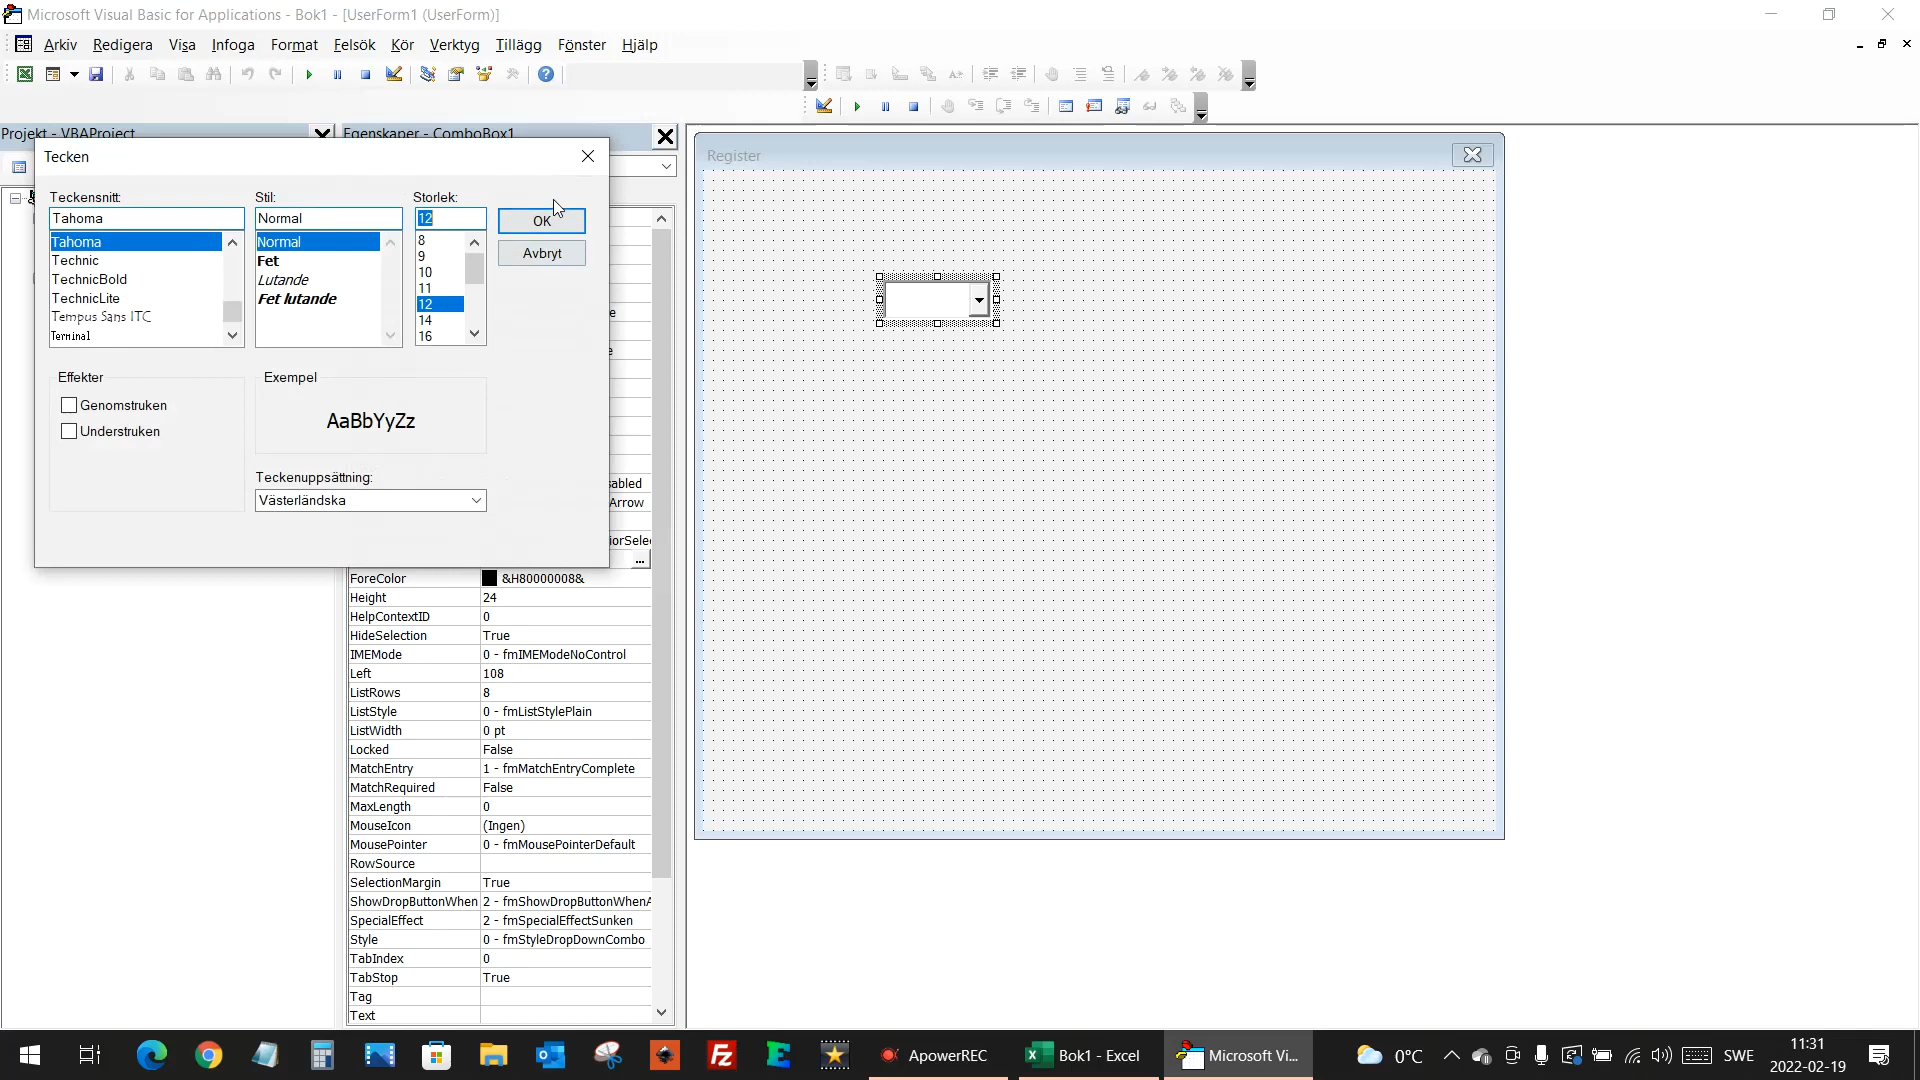 Microsoft Visual Basic for Applications - Bok1 - [UserForm1 (UserForm)]
Arkiv Redigera Visa Infoga Format Felsök Kör Verktyg Tillägg Fönster Hjälp
Projekt - VBAProject
Egenskaper - ComboBox1
Tecken
Teckensnitt:
Tahoma
Tahoma
Technic
TechnicBold
TechnicLite
Tempus Sans ITC
Terminal
Stil:
Normal
Normal
Fet
Lutande
Fet lutande
Storlek:
12
8
9
10
11
12
14
16
OK
Avbryt
Effekter
Genomstruken
Understruken
Exempel
AaBbYyZz
Teckenuppsättning:
Västerländska
abled
Arrow
iorSele
...
ForeColor &H80000008&
Height 24
HelpContextID 0
HideSelection True
IMEMode 0 - fmIMEModeNoControl
Left 108
ListRows 8
ListStyle 0 - fmListStylePlain
ListWidth 0 pt
Locked False
MatchEntry 1 - fmMatchEntryComplete
MatchRequired False
MaxLength 0
MouseIcon (Ingen)
MousePointer 0 - fmMousePointerDefault
RowSource
SelectionMargin True
ShowDropButtonWhen 2 - fmShowDropButtonWhenA
SpecialEffect 2 - fmSpecialEffectSunken
Style 0 - fmStyleDropDownCombo
TabIndex 0
TabStop True
Tag
Text
Register
ApowerREC
Bok1 - Excel
Microsoft Vi...
0°C
SWE
11:31
2022-02-19